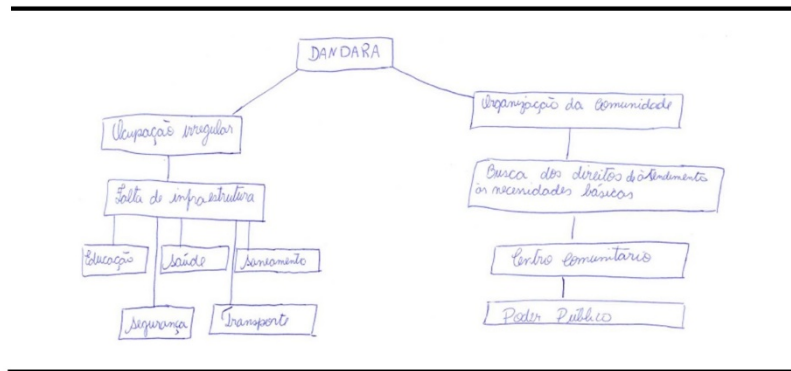 DANDARA
Ocupação irregular
Organização da Comunidade
Falta de infraestrutura
Busca dos direitos do atendimento
às necessidades básicas
Educação
Saúde
Saneamento
Centro Comunitário
Segurança
Transporte
Poder Público